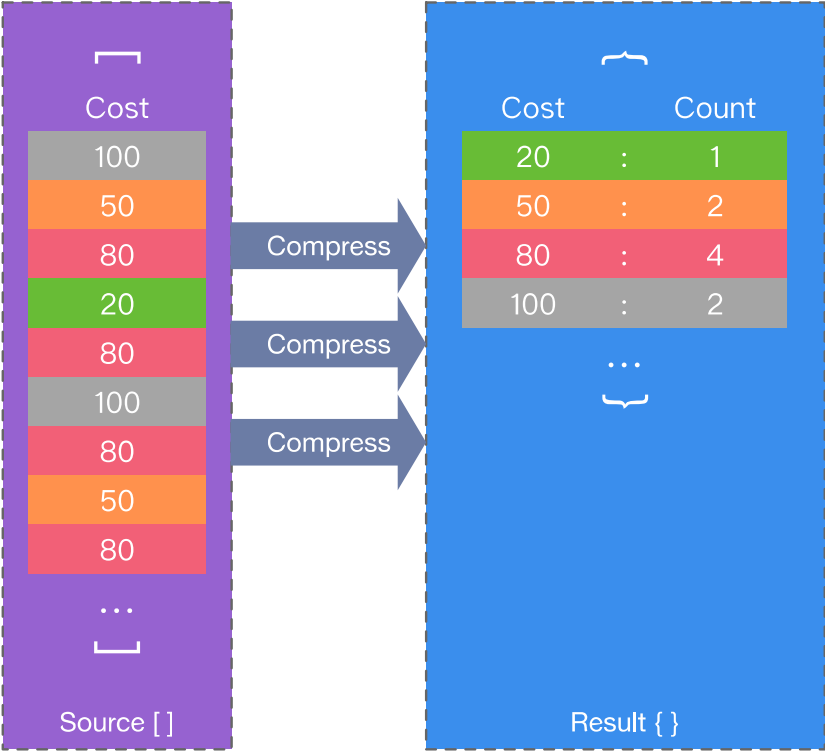 [
Cost
100
50
80
20
80
100
80
50
80
...
]
Source [ ]
Compress
Compress
Compress
{
Cost Count
20 : 1
50 : 2
80 : 4
100 : 2
...
}
Result { }